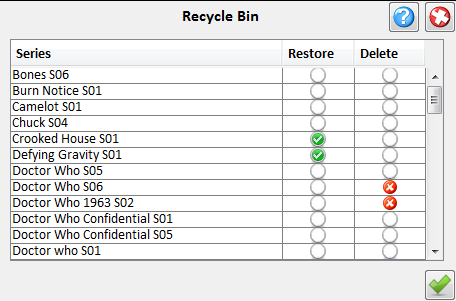 Recycle Bin
Series Restore Delete
Bones S06
Burn Notice S01
Camelot S01
Chuck S04
Crooked House S01
Defying Gravity S01
Doctor Who S05
Doctor Who S06
Doctor Who 1963 S02
Doctor Who Confidential S01
Doctor Who Confidential S05
Doctor who S01